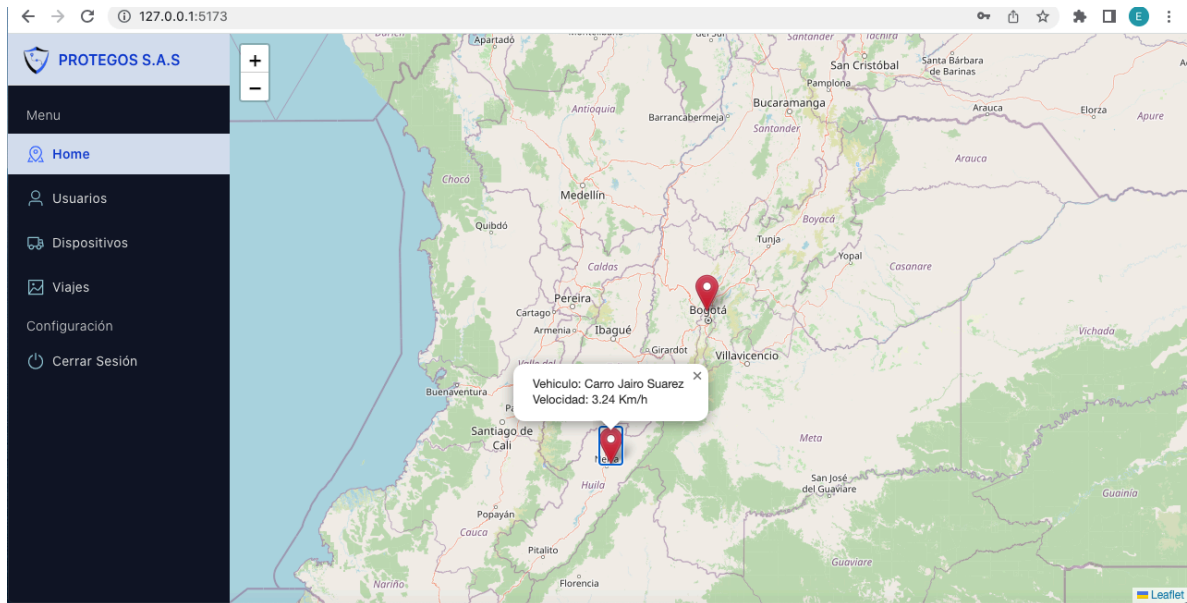 127.0.0.1:5173
E
PROTEGOS S.A.S
Menu
Home
Usuarios
Dispositivos
Viajes
Configuración
Cerrar Sesión
+
−
Apartadó
Santander
Táchira
San Cristóbal
Santa Bárbara
de Barinas
Pamplona
Bucaramanga
Antioquia
Barrancabermeja
Santander
Arauca
Elorza
Apure
Arauca
Chocó
Medellín
Quibdó
Boyacá
Tunja
Yopal
Casanare
Caldas
Pereira
Cartago
Bogotá
Armenia
Ibagué
Girardot
Villavicencio
Vichada
Valle del
Vehiculo: Carro Jairo Suarez
Velocidad: 3.24 Km/h
×
Buenaventura
Santiago de
Cali
Meta
Huila
San José
del Guaviare
Guainía
Popayán
Cauca
Pitalito
Guaviare
Florencia
Nariño
Leaflet